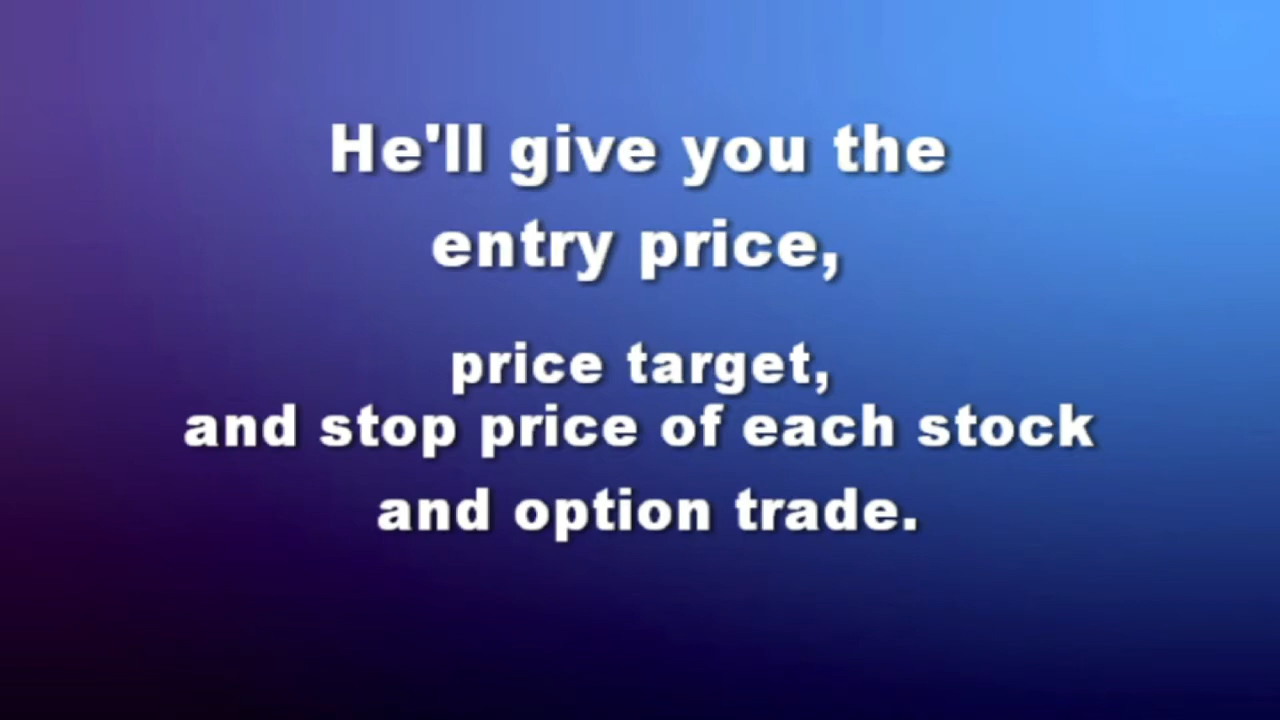 He'll give you the
entry price,
price target,
and stop price of each stock
and option trade.